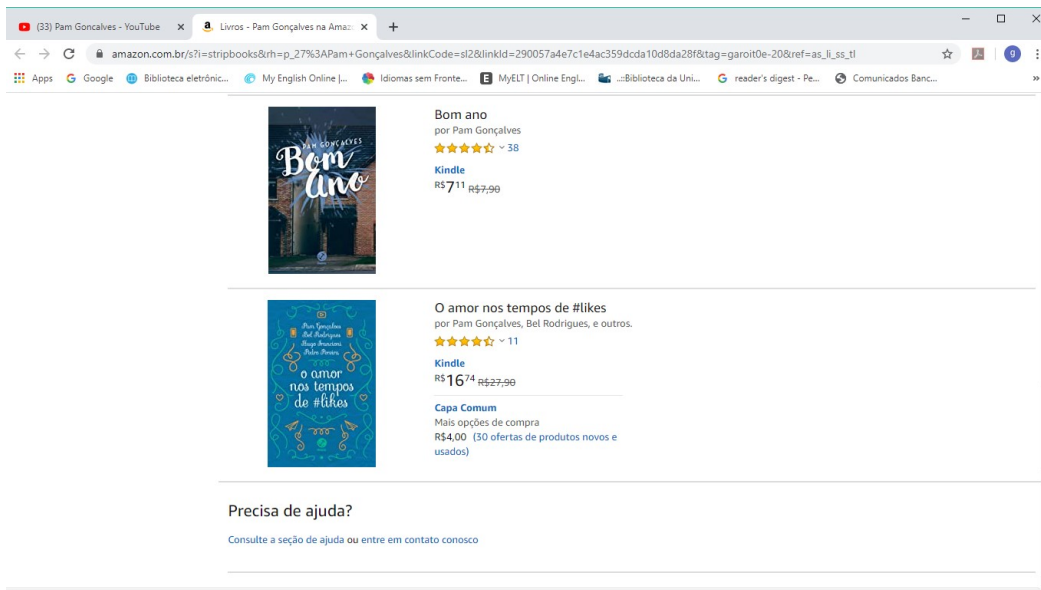 (33) Pam Goncalves - YouTube
Livros - Pam Gonçalves na Amaz
amazon.com.br/s?i=stripbooks&rh=p_27%3APam+Gonçalves&linkCode=sl2&linkId=290057a4e7c1e4ac359dcda10d8da28f&tag=garoit0e-20&ref=as_li_ss_tl
g
Apps Google Biblioteca eletrônic... My English Online |... Idiomas sem Fronte... MyELT | Online Engl... ..::Biblioteca da Uni... reader's digest - Pe... Comunicados Banc...
PAM GONÇALVES
Bom
ano
Bom ano
por Pam Gonçalves
38
Kindle
R$711 R$7,90
Pam Gonçalves
Bel Rodrigues
Hugo Francioni
Pedro Pereira
o amor
nos tempos
de #likes
O amor nos tempos de #likes
por Pam Gonçalves, Bel Rodrigues, e outros.
11
Kindle
R$1674 R$27,90
Capa Comum
Mais opções de compra
R$4,00 (30 ofertas de produtos novos e
usados)
Precisa de ajuda?
Consulte a seção de ajuda ou entre em contato conosco